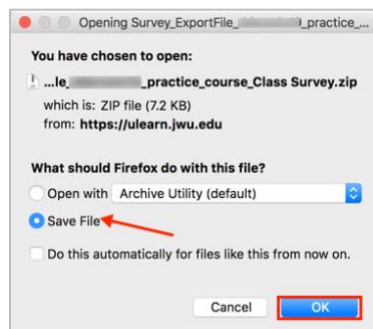 Opening Survey_ExportFile_ _practice_...
You have chosen to open:
...le_ _practice_course_Class Survey.zip
which is: ZIP file (7.2 KB)
from: https://ulearn.jwu.edu
What should Firefox do with this file?
Open with Archive Utility (default)
Save File
Do this automatically for files like this from now on.
Cancel OK